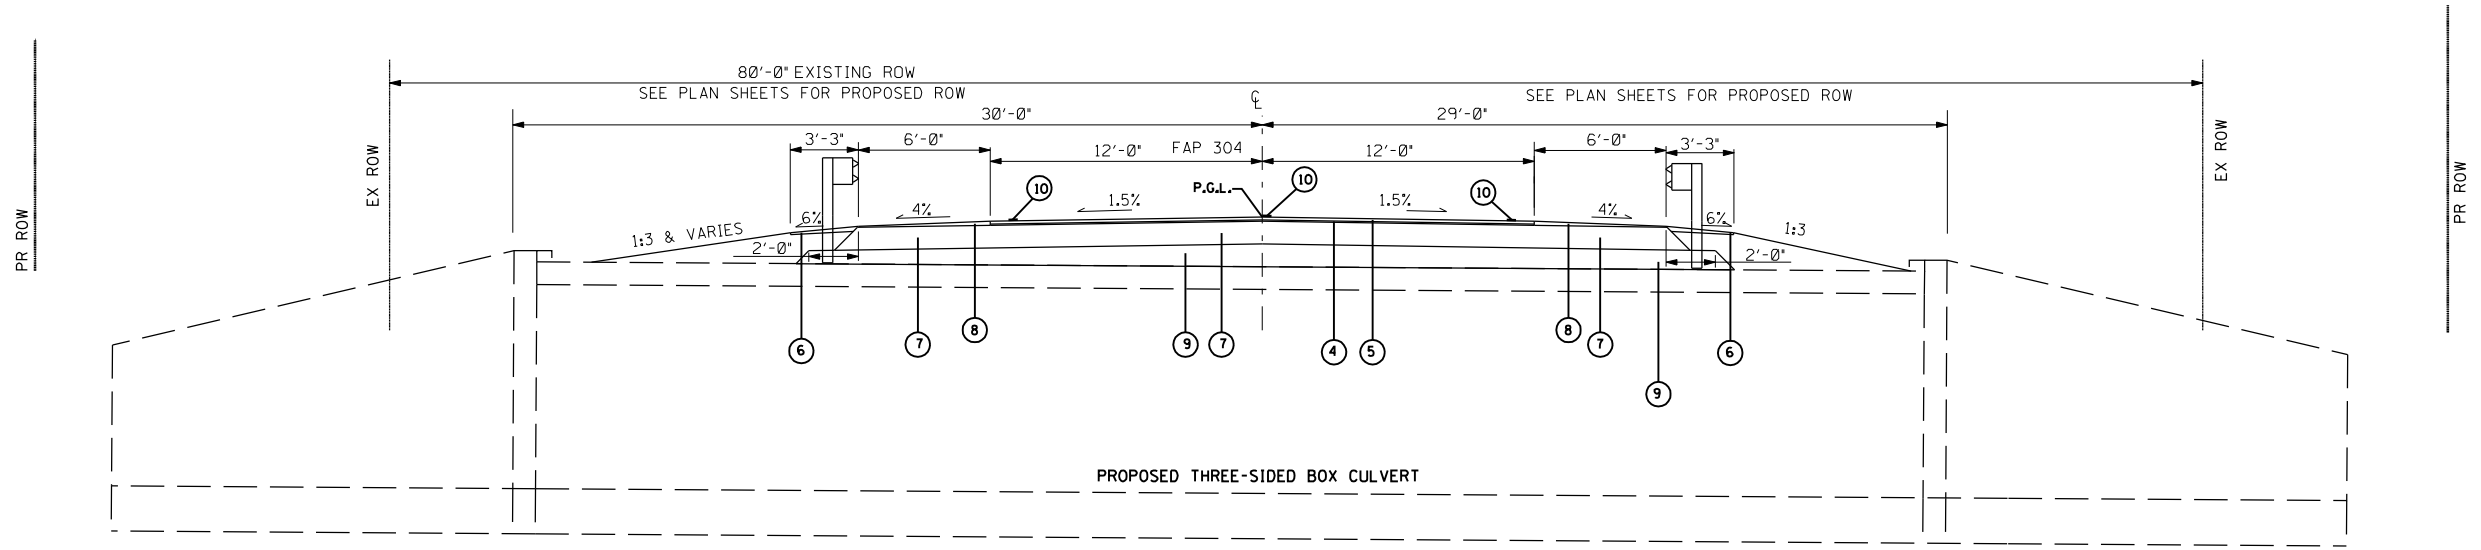 80'-0" EXISTING ROW
SEE PLAN SHEETS FOR PROPOSED ROW
SEE PLAN SHEETS FOR PROPOSED ROW
℄
30'-0"
29'-0"
3'-3"
6'-0"
12'-0"
FAP 304
12'-0"
6'-0"
3'-3"
PR ROW
EX ROW
EX ROW
PR ROW
P.G.L.
10
10
10
6%
4%
1.5%
1.5%
4%
6%
1:3 & VARIES
1:3
2'-0"
2'-0"
6
7
8
9
7
4
5
8
7
9
6
PROPOSED THREE-SIDED BOX CULVERT